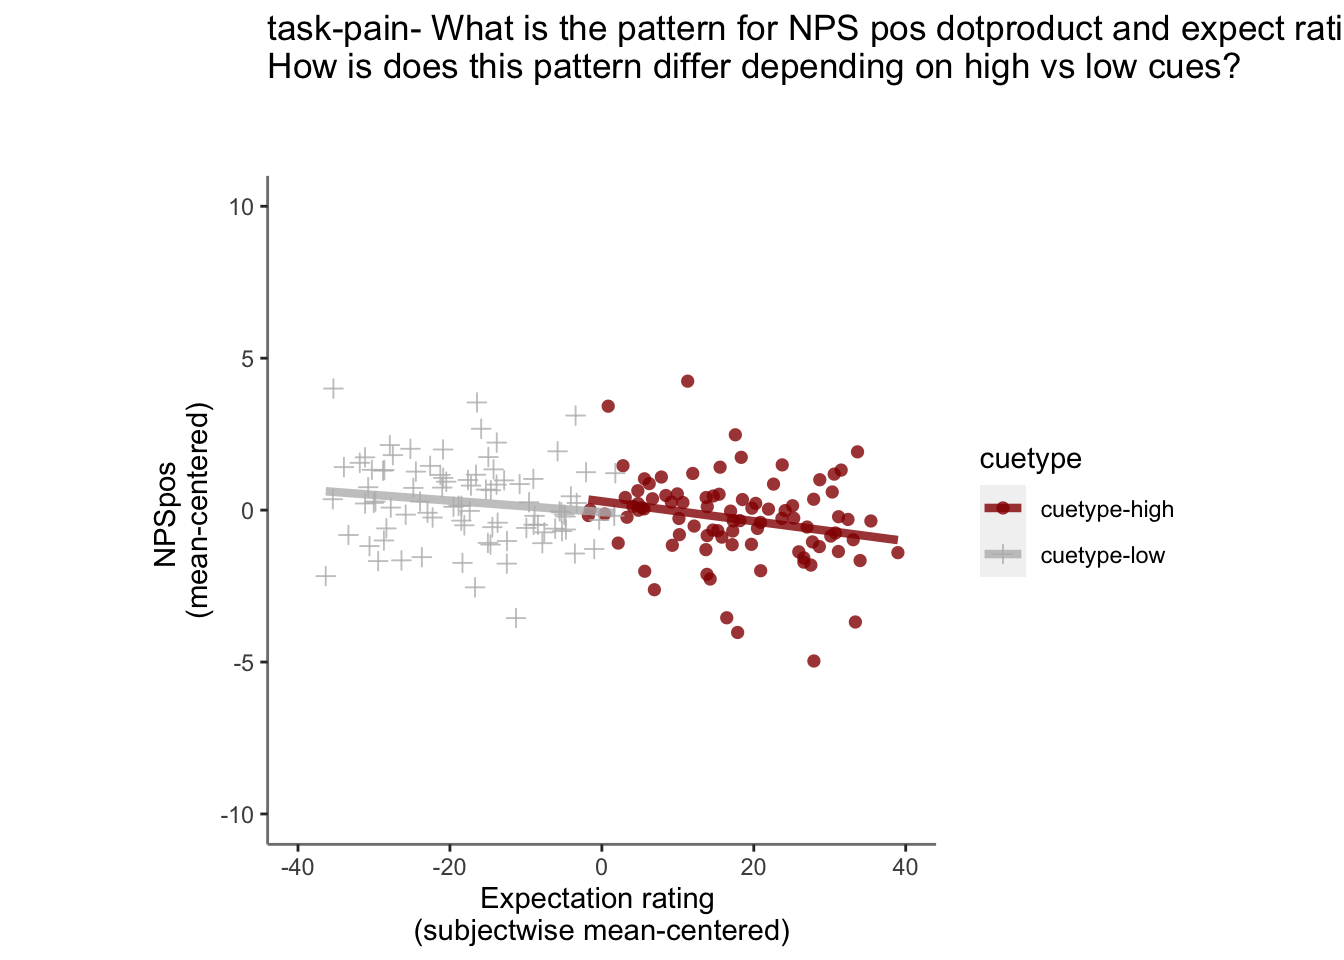 task-pain- What is the pattern for NPS pos dotproduct and expect rati
How is does this pattern differ depending on high vs low cues?
10
5
0
-5
-10
NPSpos
(mean-centered)
-40
-20
0
20
40
Expectation rating
(subjectwise mean-centered)
cuetype
cuetype-high
cuetype-low